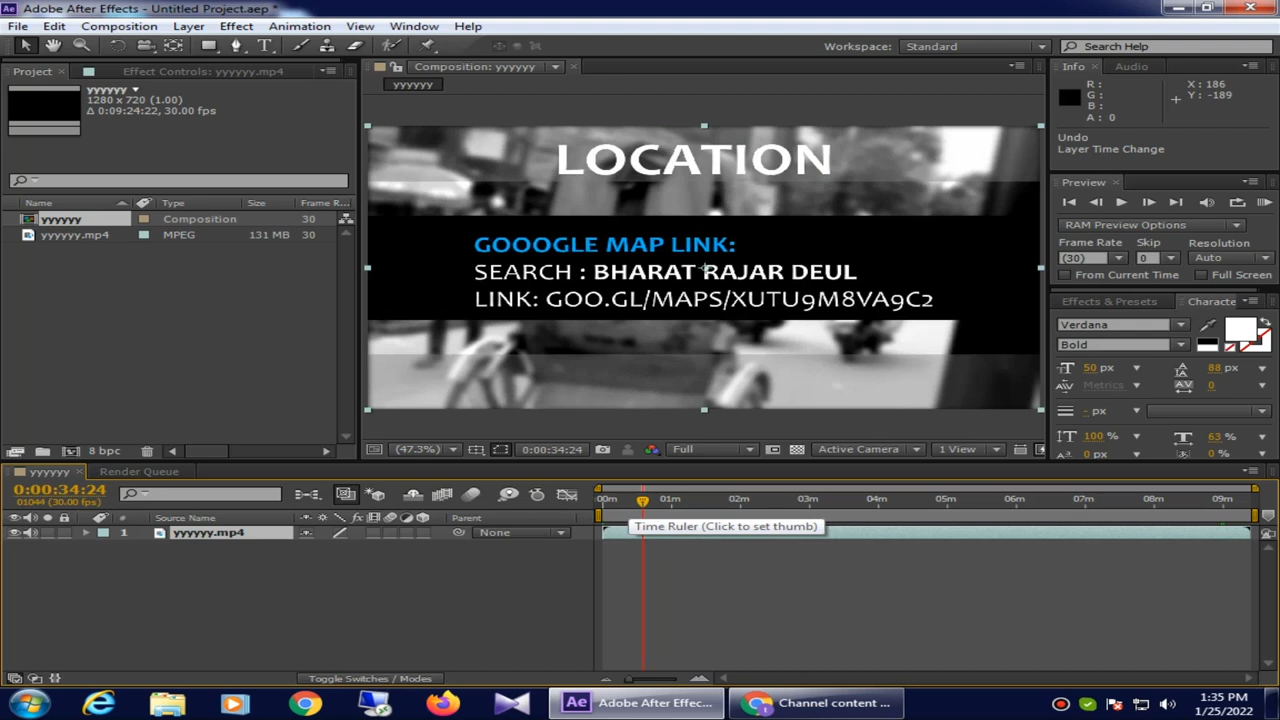 Adobe After Effects - Untitled Project.aep *
File Edit Composition Layer Effect Animation View Window Help
Workspace: Standard Search Help
Project Effect Controls: yyyyyy.mp4
yyyyyy
1280 x 720 (1.00)
Δ 0:09:24:22, 30.00 fps
Name Type Size Frame R...
yyyyyy Composition 30
yyyyyy.mp4 MPEG 131 MB 30
8 bpc
Composition: yyyyyy
yyyyyy
LOCATION
GOOOGLE MAP LINK:
SEARCH : BHARAT RAJAR DEUL
LINK: GOO.GL/MAPS/XUTU9M8VA9C2
(47.3%) 0:00:34:24 Full Active Camera 1 View
Info Audio
R : X : 186
G : Y : -189
B :
A : 0
Undo
Layer Time Change
Preview
RAM Preview Options
Frame Rate Skip Resolution
(30) 0 Auto
From Current Time Full Screen
Effects & Presets Characte
Verdana
Bold
50 px 88 px
Metrics 0
- px
100 % 63 %
0 px 0 %
yyyyyy Render Queue
0:00:34:24
01044 (30.00 fps)
# Source Name Parent
1 yyyyyy.mp4 None
00m 01m 02m 03m 04m 05m 06m 07m 08m 09m
Time Ruler (Click to set thumb)
Toggle Switches / Modes
Adobe After Effec... Channel content ...
1:35 PM
1/25/2022